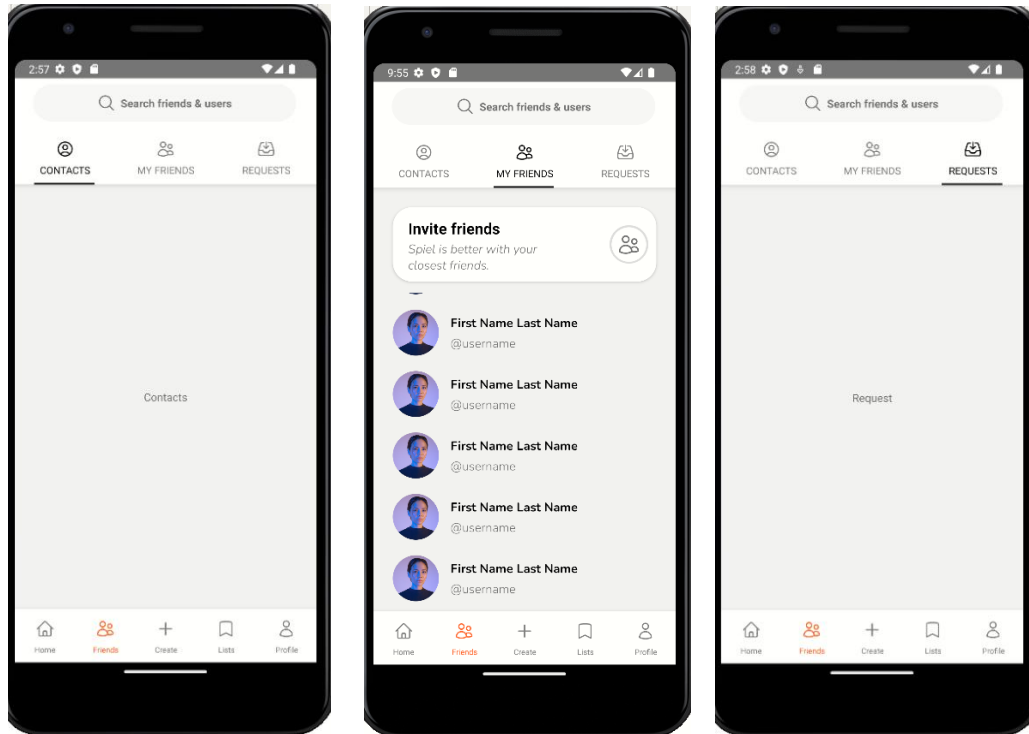 2:57
Search friends & users
CONTACTS MY FRIENDS REQUESTS
Contacts
Home Friends Create Lists Profile
9:55
Search friends & users
CONTACTS MY FRIENDS REQUESTS
Invite friends
Spiel is better with your
closest friends.
First Name Last Name
@username
First Name Last Name
@username
First Name Last Name
@username
First Name Last Name
@username
First Name Last Name
@username
Home Friends Create Lists Profile
2:58
Search friends & users
CONTACTS MY FRIENDS REQUESTS
Request
Home Friends Create Lists Profile